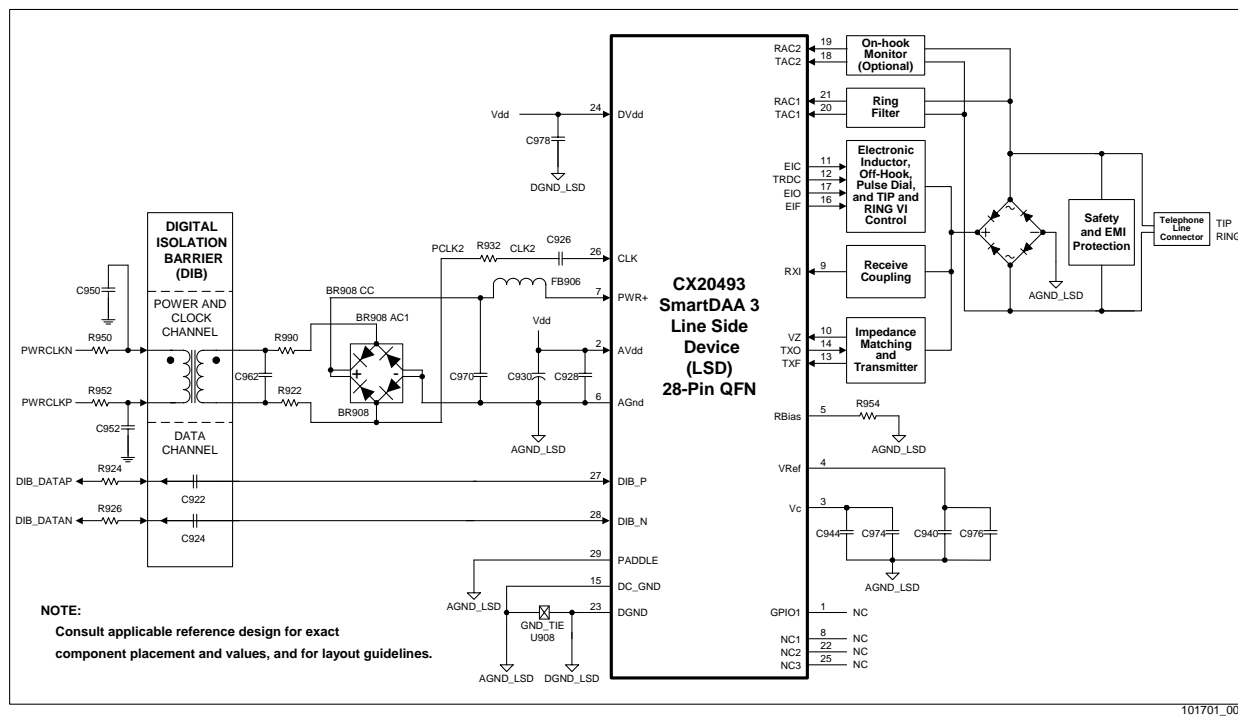 19
RAC2
18
TAC2
On-hook
Monitor
(Optional)
21
RAC1
20
TAC1
Ring
Filter
Vdd
24
DVdd
C978
DGND_LSD
EIC
11
TRDC
12
EIO
17
EIF
16
Electronic
Inductor,
Off-Hook,
Pulse Dial,
and TIP and
RING VI
Control
Safety
and EMI
Protection
Telephone
Line
Connector
TIP
RING
AGND_LSD
DIGITAL
ISOLATION
BARRIER
(DIB)
POWER AND
CLOCK
CHANNEL
DATA
CHANNEL
PCLK2
R932
CLK2
C926
26
CLK
FB906
7
PWR+
BR908 CC
BR908 AC1
C950
R950
PWRCLKN
R952
PWRCLKP
C952
C962
R990
R922
+
-
BR908
C970
Vdd
C930
C928
2
AVdd
6
AGnd
AGND_LSD
CX20493
SmartDAA 3
Line Side
Device
(LSD)
28-Pin QFN
RXI
9
Receive
Coupling
VZ
10
TXO
14
TXF
13
Impedance
Matching
and
Transmitter
RBias
5
R954
AGND_LSD
VRef
4
Vc
3
C944
C974
C940
C976
AGND_LSD
DIB_DATAP
R924
C922
27
DIB_P
DIB_DATAN
R926
C924
28
DIB_N
29
PADDLE
AGND_LSD
15
DC_GND
23
DGND
GND_TIE
U908
AGND_LSD
DGND_LSD
GPIO1
1
NC
NC1
8
NC
NC2
22
NC
NC3
25
NC
NOTE:
Consult applicable reference design for exact
component placement and values, and for layout guidelines.